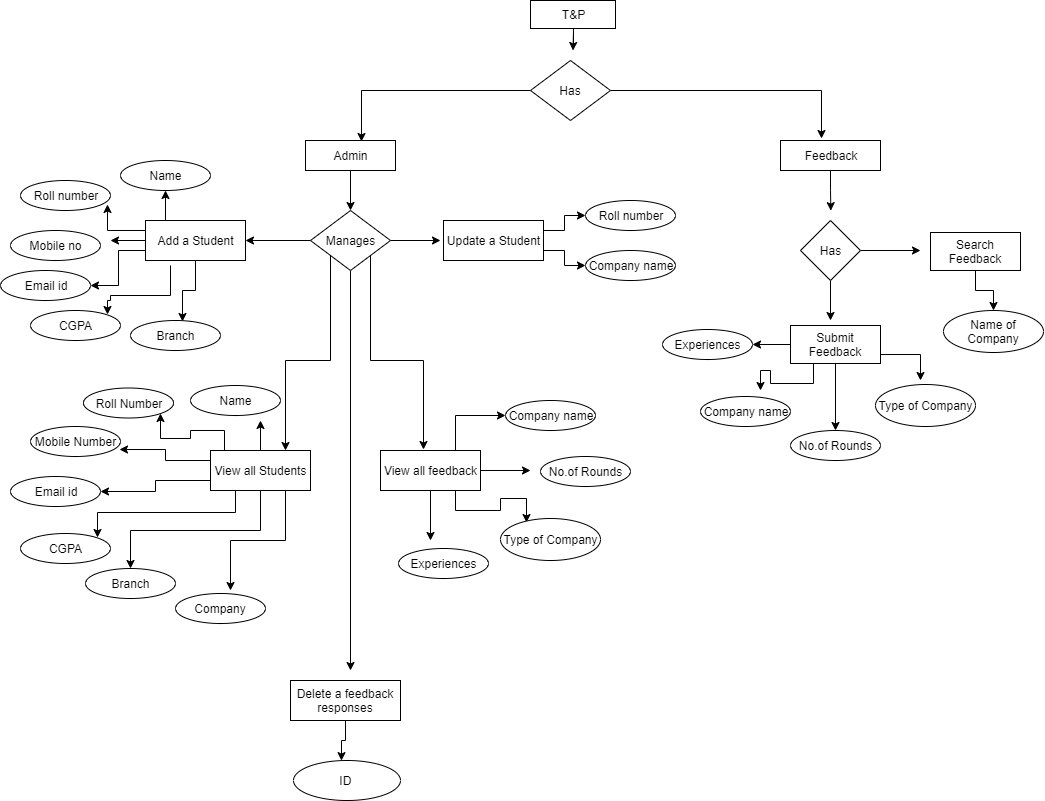 T&P
Has
Admin
Feedback
Name
Roll number
Mobile no
Add a Student
Email id
CGPA
Branch
Manages
Update a Student
Roll number
Company name
Has
Search
Feedback
Name of
Company
Submit
Feedback
Experiences
Company name
Type of Company
No.of Rounds
Roll Number
Name
Mobile Number
View all Students
Email id
CGPA
Branch
Company
View all feedback
Company name
No.of Rounds
Type of Company
Experiences
Delete a feedback
responses
ID